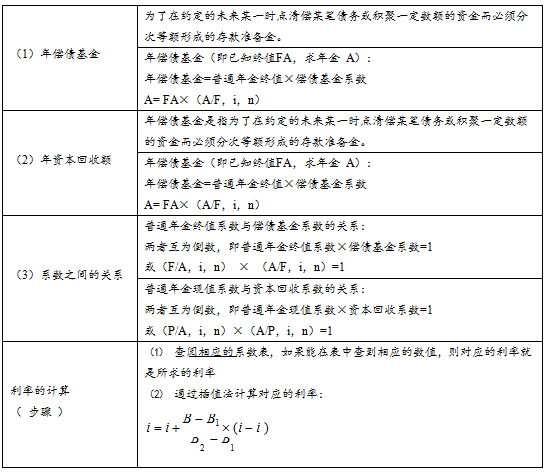 （1）年偿债基金
为了在约定的未来某一时点清偿某笔债务或积聚一定数额的资金而必须分
次等额形成的存款准备金。
年偿债基金（即已知终值FA，求年金 A）：
年偿债基金=普通年金终值×偿债基金系数
A= FA×（A/F，i，n）
（2）年资本回收额
年偿债基金是指为了在约定的未来某一时点清偿某笔债务或积聚一定数额
的资金而必须分次等额形成的存款准备金。
年偿债基金（即已知终值FA，求年金 A）：
年偿债基金=普通年金终值×偿债基金系数
A= FA×（A/F，i，n）
（3）系数之间的关系
普通年金终值系数与偿债基金系数的关系：
两者互为倒数，即普通年金终值系数×偿债基金系数=1
或（F/A，i，n） × （A/F，i，n）=1
普通年金现值系数与资本回收系数的关系：
两者互为倒数，即普通年金现值系数×资本回收系数=1
或（P/A，i，n）×（A/P，i，n）=1
利率的计算
（ 步骤 ）
⑴ 查阅相应的系数表，如果能在表中查到相应的数值，则对应的利率就
是所求的利率
⑵ 通过插值法计算对应的利率：
i = i + (B − B1)/(B2 − B1) × (i − i )